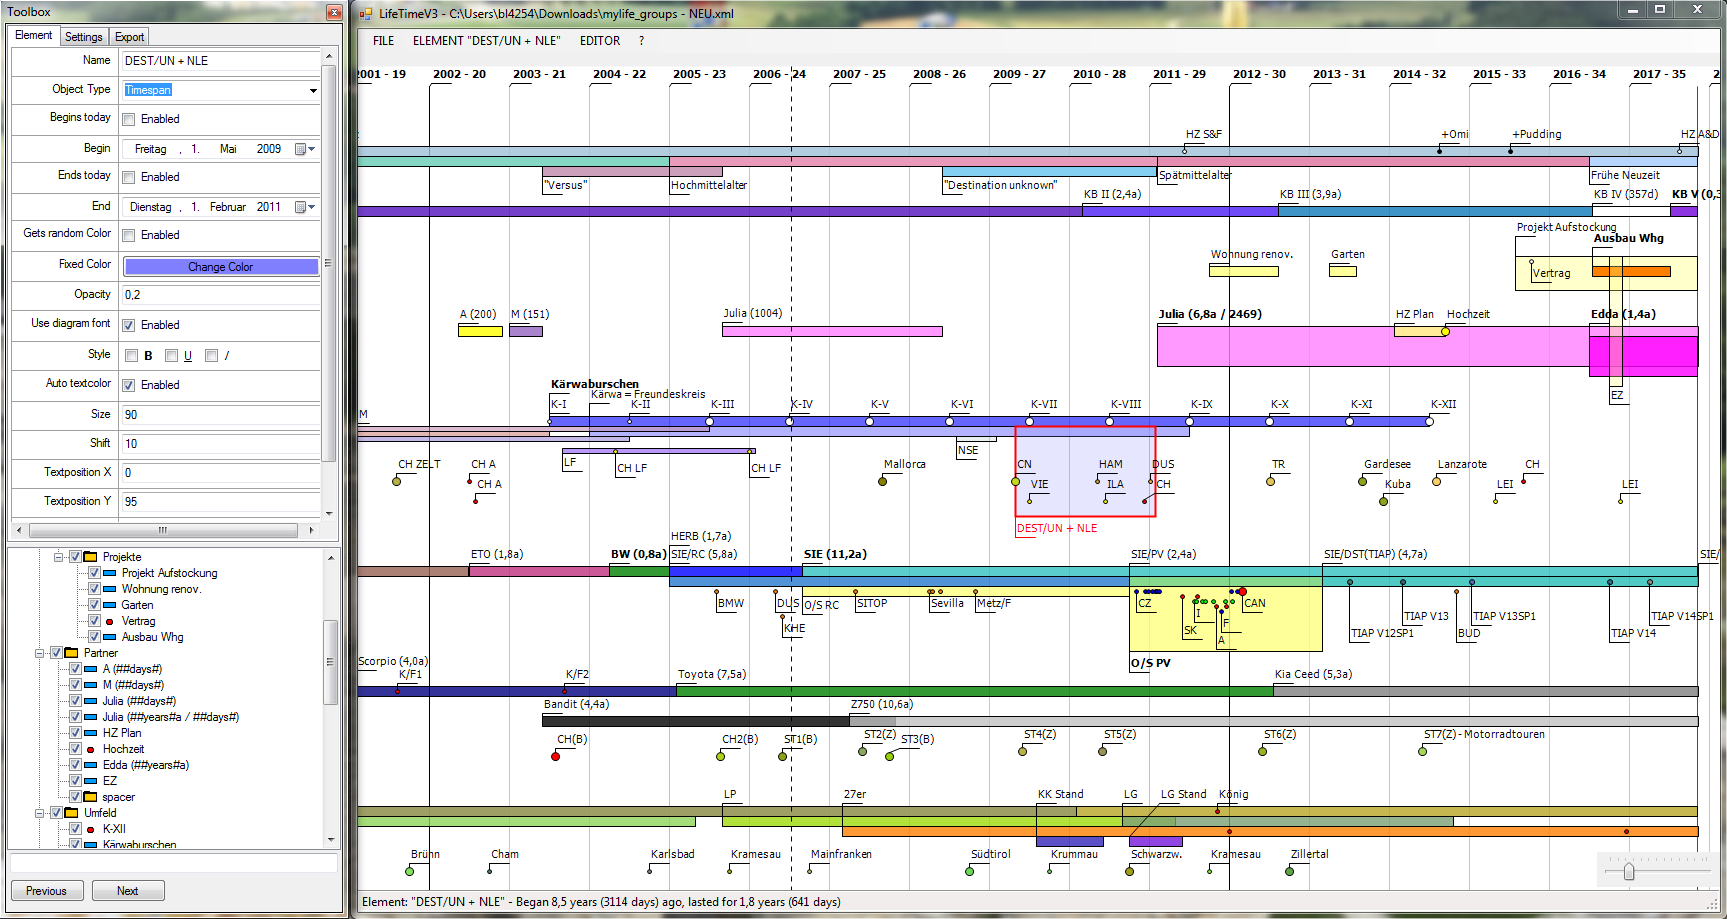 Toolbox
Element
Settings
Export
Name
DEST/UN + NLE
Object Type
Timespan
Begins today
Enabled
Begin
Freitag , 1. Mai 2009
Ends today
Enabled
End
Dienstag , 1. Februar 2011
Gets random Color
Enabled
Fixed Color
Change Color
Opacity
0,2
Use diagram font
Enabled
Style
B U /
Auto textcolor
Enabled
Size
90
Shift
10
Textposition X
0
Textposition Y
95
Projekte
Projekt Aufstockung
Wohnung renov.
Garten
Vertrag
Ausbau Whg
Partner
A (##days#)
M (##days#)
Julia (##days#)
Julia (##years#a / ##days#)
HZ Plan
Hochzeit
Edda (##years#a)
EZ
spacer
Umfeld
K-XII
Kärwaburschen
Previous
Next
LifeTimeV3 - C:\Users\bl4254\Downloads\mylife_groups - NEU.xml
FILE
ELEMENT "DEST/UN + NLE"
EDITOR
?
2001 - 19
2002 - 20
2003 - 21
2004 - 22
2005 - 23
2006 - 24
2007 - 25
2008 - 26
2009 - 27
2010 - 28
2011 - 29
2012 - 30
2013 - 31
2014 - 32
2015 - 33
2016 - 34
2017 - 35
HZ S&F
+Omi
+Pudding
HZ A&D
"Versus"
Hochmittelalter
"Destination unknown"
Spätmittelalter
Frühe Neuzeit
KB II (2,4a)
KB III (3,9a)
KB IV (357d)
KB V (0,3
Projekt Aufstockung
Ausbau Whg
Wohnung renov.
Garten
Vertrag
A (200)
M (151)
Julia (1004)
Julia (6,8a / 2469)
HZ Plan
Hochzeit
Edda (1,4a)
EZ
Kärwaburschen
Kärwa = Freundeskreis
M
K-I
K-II
K-III
K-IV
K-V
K-VI
K-VII
K-VIII
K-IX
K-X
K-XI
K-XII
LF
CH LF
CH LF
NSE
CH ZELT
CH A
CH A
Mallorca
CN
VIE
HAM
ILA
DUS
CH
TR
Gardesee
Kuba
Lanzarote
LEI
CH
LEI
DEST/UN + NLE
HERB (1,7a)
ETO (1,8a)
BW (0,8a)
SIE/RC (5,8a)
SIE (11,2a)
SIE/PV (2,4a)
SIE/DST(TIAP) (4,7a)
SIE/
BMW
DUS
KHE
O/S RC
SITOP
Sevilla
Metz/F
CZ
I
SK
F
A
CAN
TIAP V12SP1
TIAP V13
BUD
TIAP V13SP1
TIAP V14
TIAP V14SP1
O/S PV
Scorpio (4,0a)
K/F1
K/F2
Toyota (7,5a)
Kia Ceed (5,3a)
Bandit (4,4a)
Z750 (10,6a)
CH(B)
CH2(B)
ST1(B)
ST2(Z)
ST3(B)
ST4(Z)
ST5(Z)
ST6(Z)
ST7(Z) - Motorradtouren
LP
27er
KK Stand
LG
LG Stand
König
Brünn
Cham
Karlsbad
Kramesau
Mainfranken
Südtirol
Krummau
Schwarzw.
Kramesau
Zillertal
Element: "DEST/UN + NLE" - Began 8,5 years (3114 days) ago, lasted for 1,8 years (641 days)